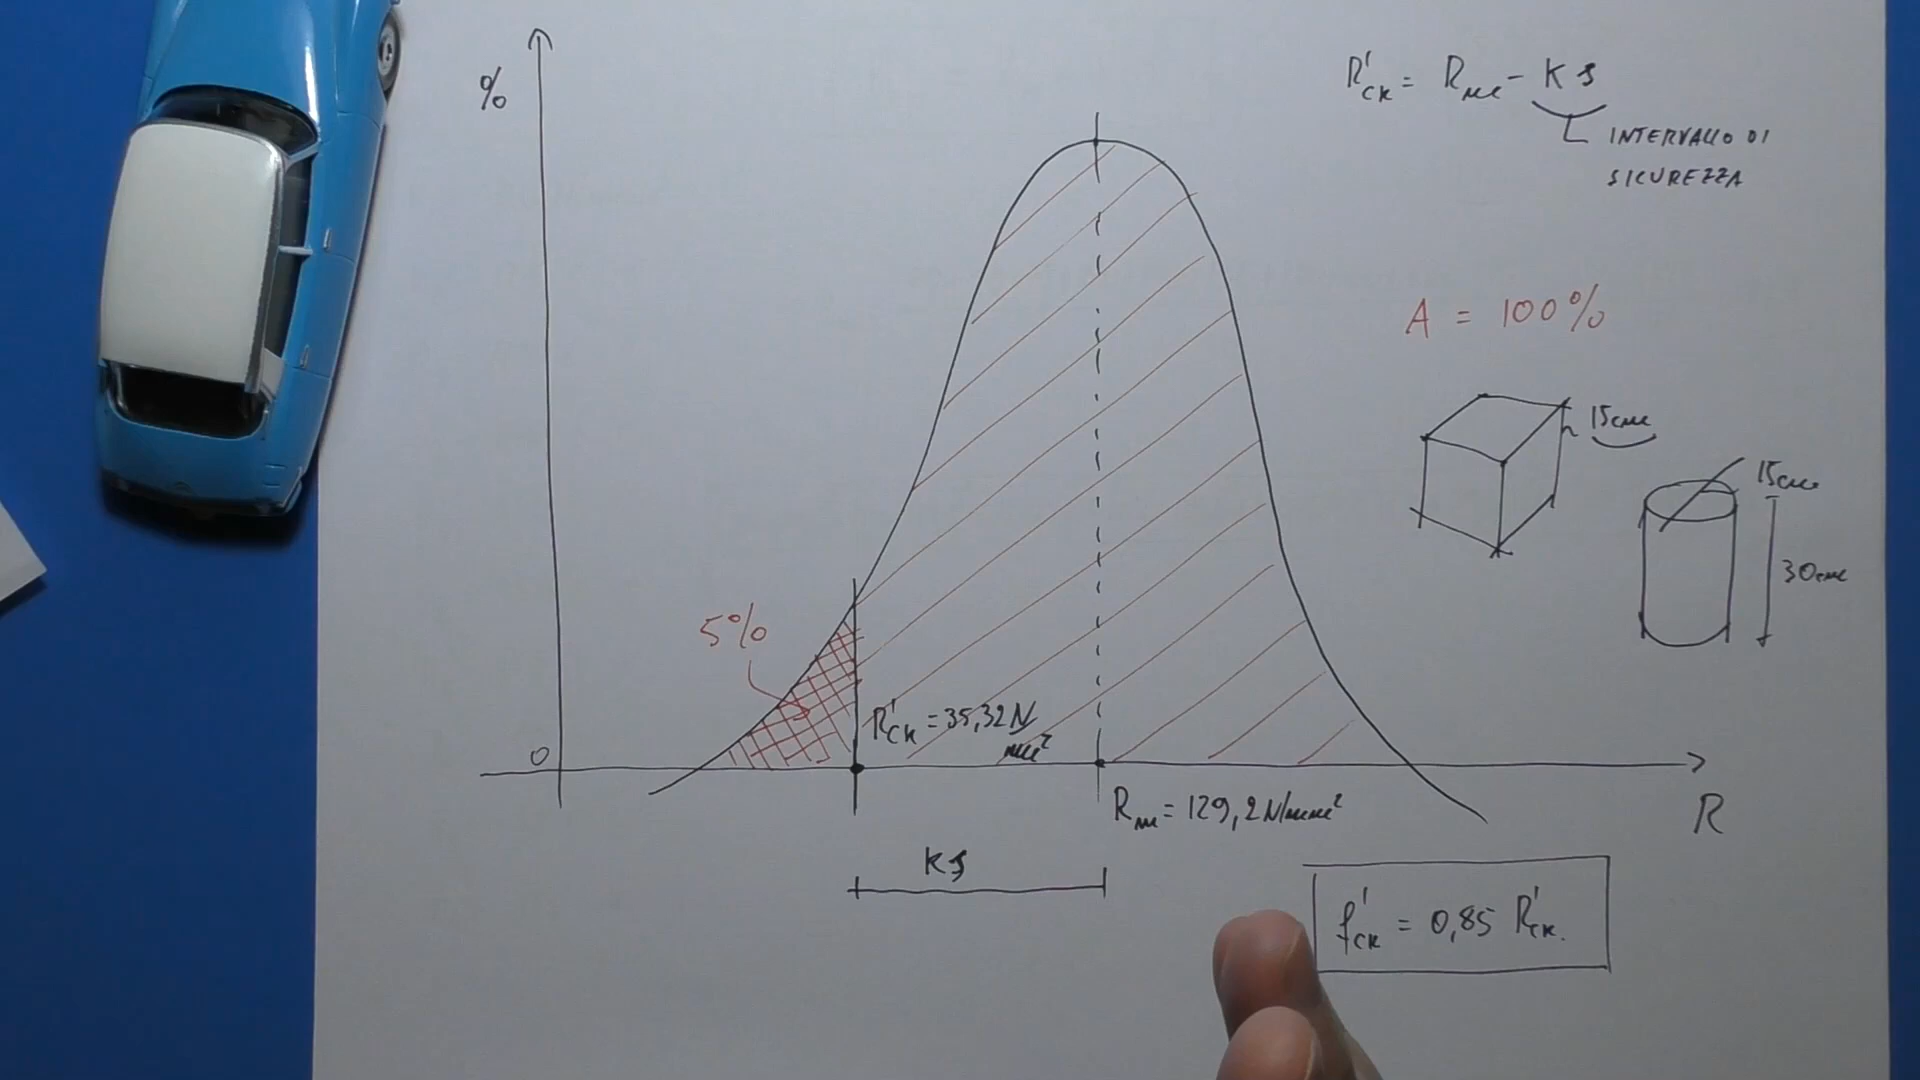 %
R'ck = Rm - K s
INTERVALLO DI
SICUREZZA
A = 100%
15cm
15cm
30cm
5%
R'ck = 35,32 N/mm²
0
Rm = 129,2 N/mm²
R
Ks
f'ck = 0,85 R'ck.